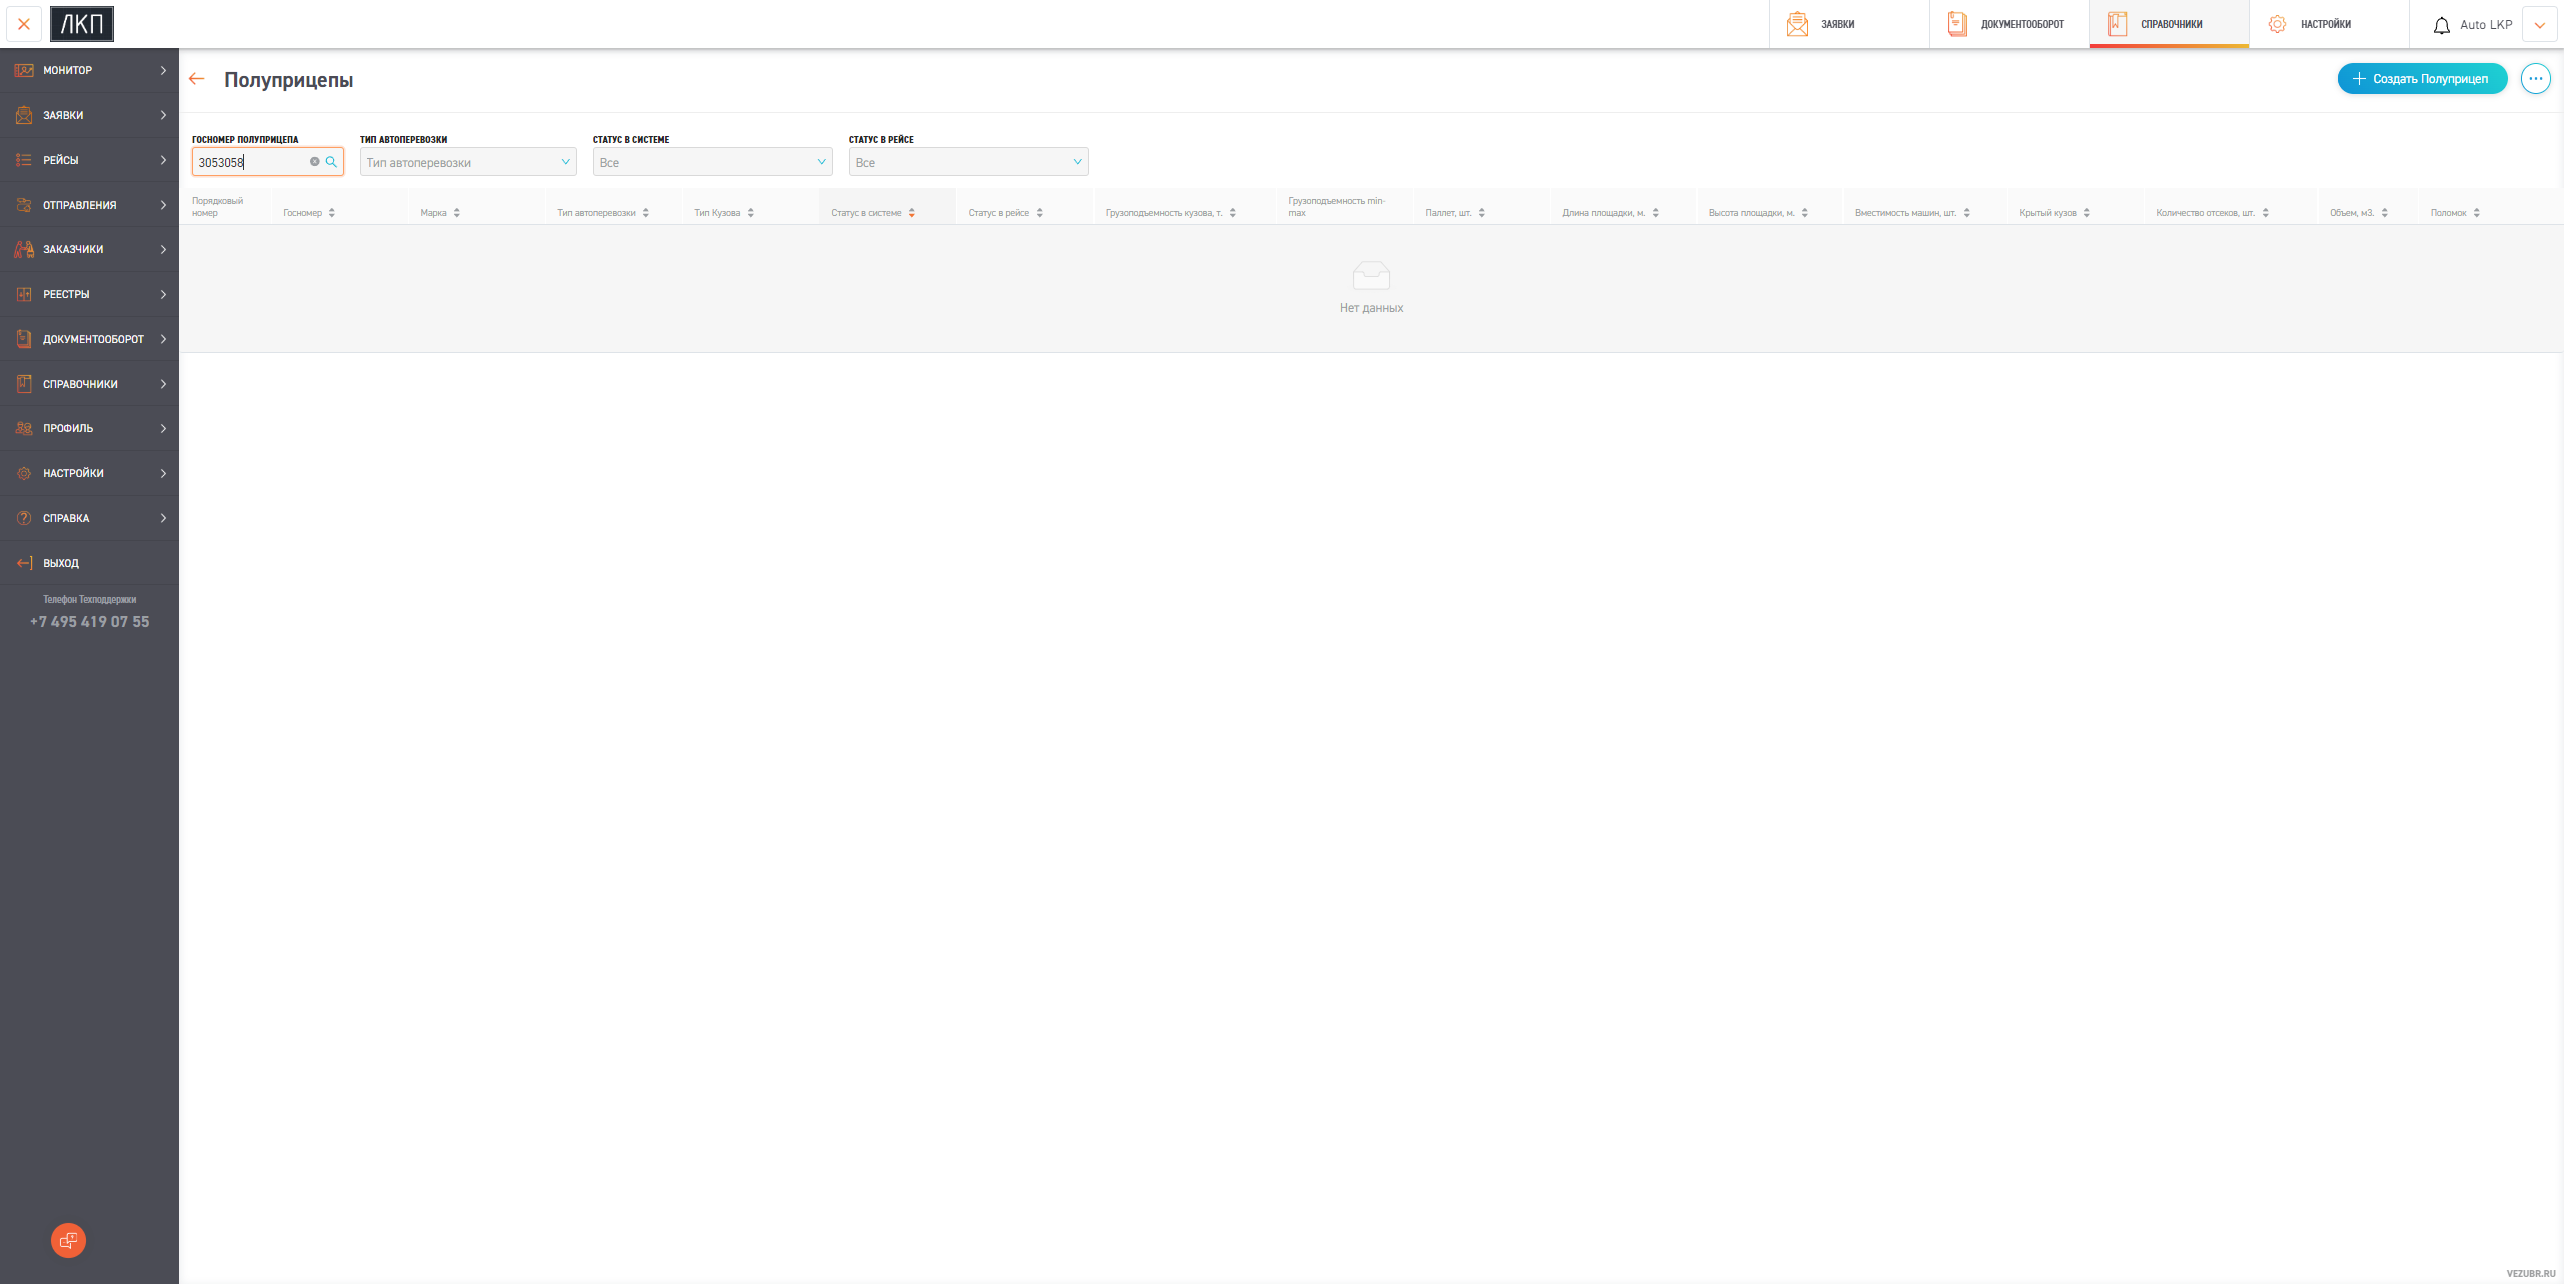 ЛКП
ЗАЯВКИ
ДОКУМЕНТООБОРОТ
СПРАВОЧНИКИ
НАСТРОЙКИ
Auto LKP
МОНИТОР
ЗАЯВКИ
РЕЙСЫ
ОТПРАВЛЕНИЯ
ЗАКАЗЧИКИ
РЕЕСТРЫ
ДОКУМЕНТООБОРОТ
СПРАВОЧНИКИ
ПРОФИЛЬ
НАСТРОЙКИ
СПРАВКА
ВЫХОД
Телефон Техподдержки
+7 495 419 07 55
Полуприцепы
Создать Полуприцеп
ГОСНОМЕР ПОЛУПРИЦЕПА
3053058
ТИП АВТОПЕРЕВОЗКИ
Тип автоперевозки
СТАТУС В СИСТЕМЕ
Все
СТАТУС В РЕЙСЕ
Все
Порядковый
номер
Госномер
Марка
Тип автоперевозки
Тип Кузова
Статус в системе
Статус в рейсе
Грузоподъемность кузова, т.
Грузоподъемность min-
max
Паллет, шт.
Длина площадки, м.
Высота площадки, м.
Вместимость машин, шт.
Крытый кузов
Количество отсеков, шт.
Объем, м3.
Поломок
Нет данных
VEZUBR.RU